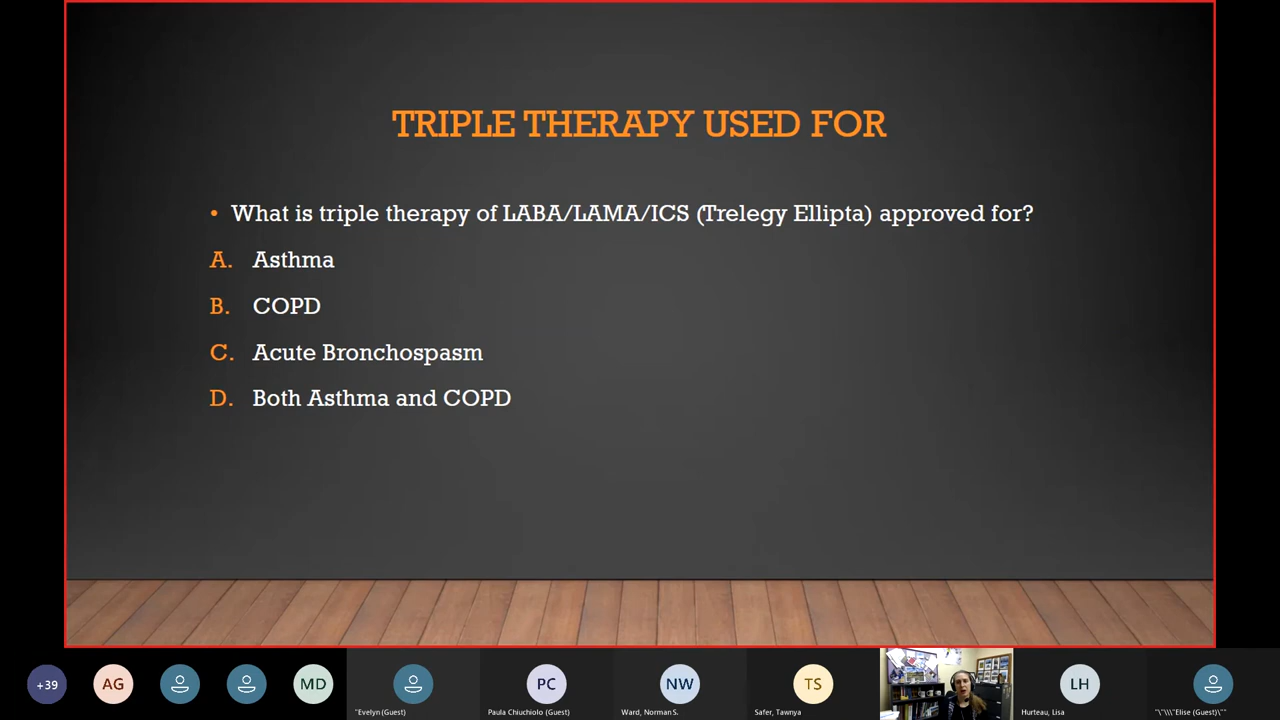 TRIPLE THERAPY USED FOR
• What is triple therapy of LABA/LAMA/ICS (Trelegy Ellipta) approved for?
A. Asthma
B. COPD
C. Acute Bronchospasm
D. Both Asthma and COPD
+39
AG
MD
"Evelyn (Guest)
PC
Paula Chiuchiolo (Guest)
NW
Ward, Norman S.
TS
Safer, Tawnya
LH
Hurteau, Lisa
"\"\\\"Elise (Guest)\""